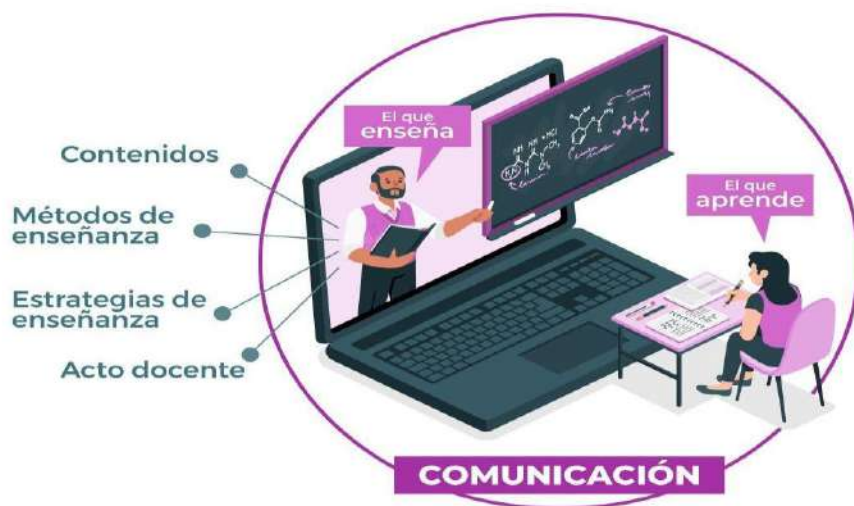 El que
enseña
Contenidos
Métodos de
enseñanza
Estrategias de
enseñanza
Acto docente
El que
aprende
COMUNICACIÓN